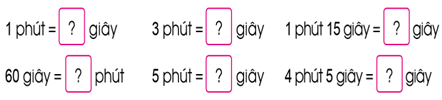 1 phút = ? giây 3 phút = ? giây 1 phút 15 giây = ? giây
60 giây = ? phút 5 phút = ? giây 4 phút 5 giây = ? giây